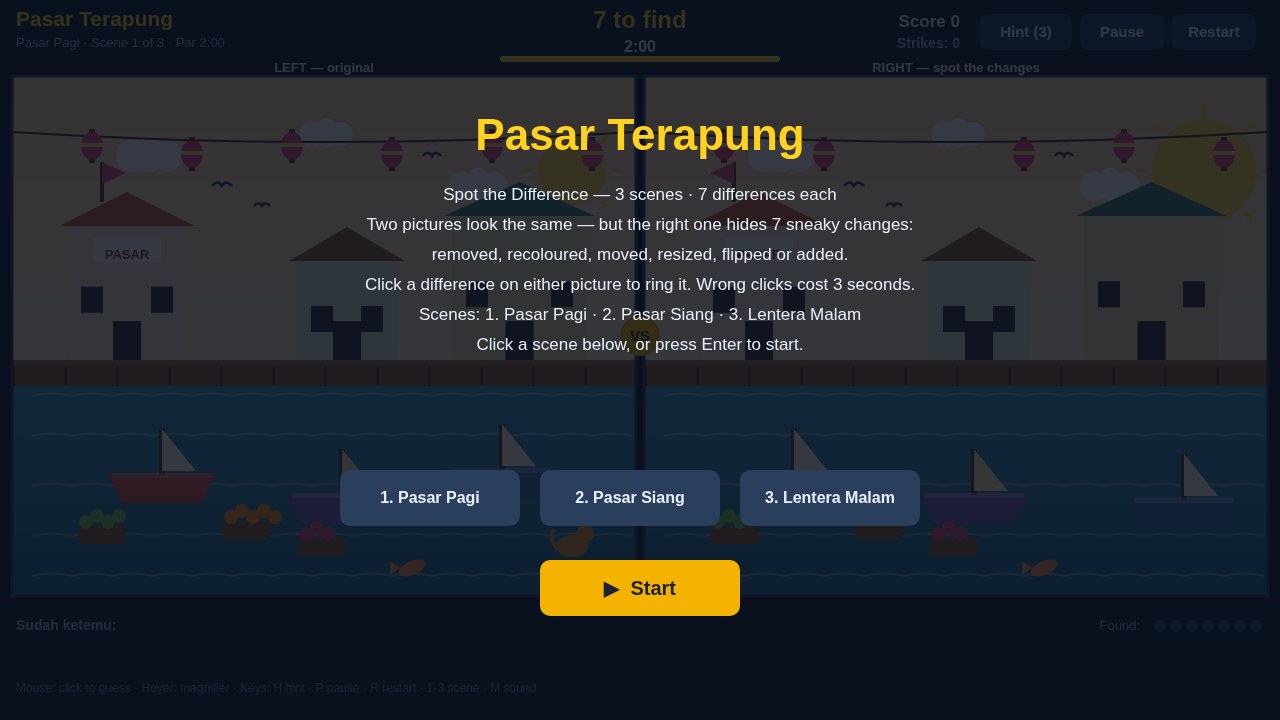 Pasar Terapung
7 to find
Score 0
Hint (3)
Pause
Restart
Pasar Pagi · Scene 1 of 3 · Par 2:00
2:00
Strikes: 0
LEFT — original
RIGHT — spot the changes
Pasar Terapung
Spot the Difference — 3 scenes · 7 differences each
Two pictures look the same — but the right one hides 7 sneaky changes:
removed, recoloured, moved, resized, flipped or added.
PASAR
Click a difference on either picture to ring it. Wrong clicks cost 3 seconds.
Scenes: 1. Pasar Pagi · 2. Pasar Siang · 3. Lentera Malam
VS
Click a scene below, or press Enter to start.
1. Pasar Pagi
2. Pasar Siang
3. Lentera Malam
▶ Start
Sudah ketemu:
Found:
Mouse: click to guess · Hover: magnifier · Keys: H hint · P pause · R restart · 1-3 scene · M sound